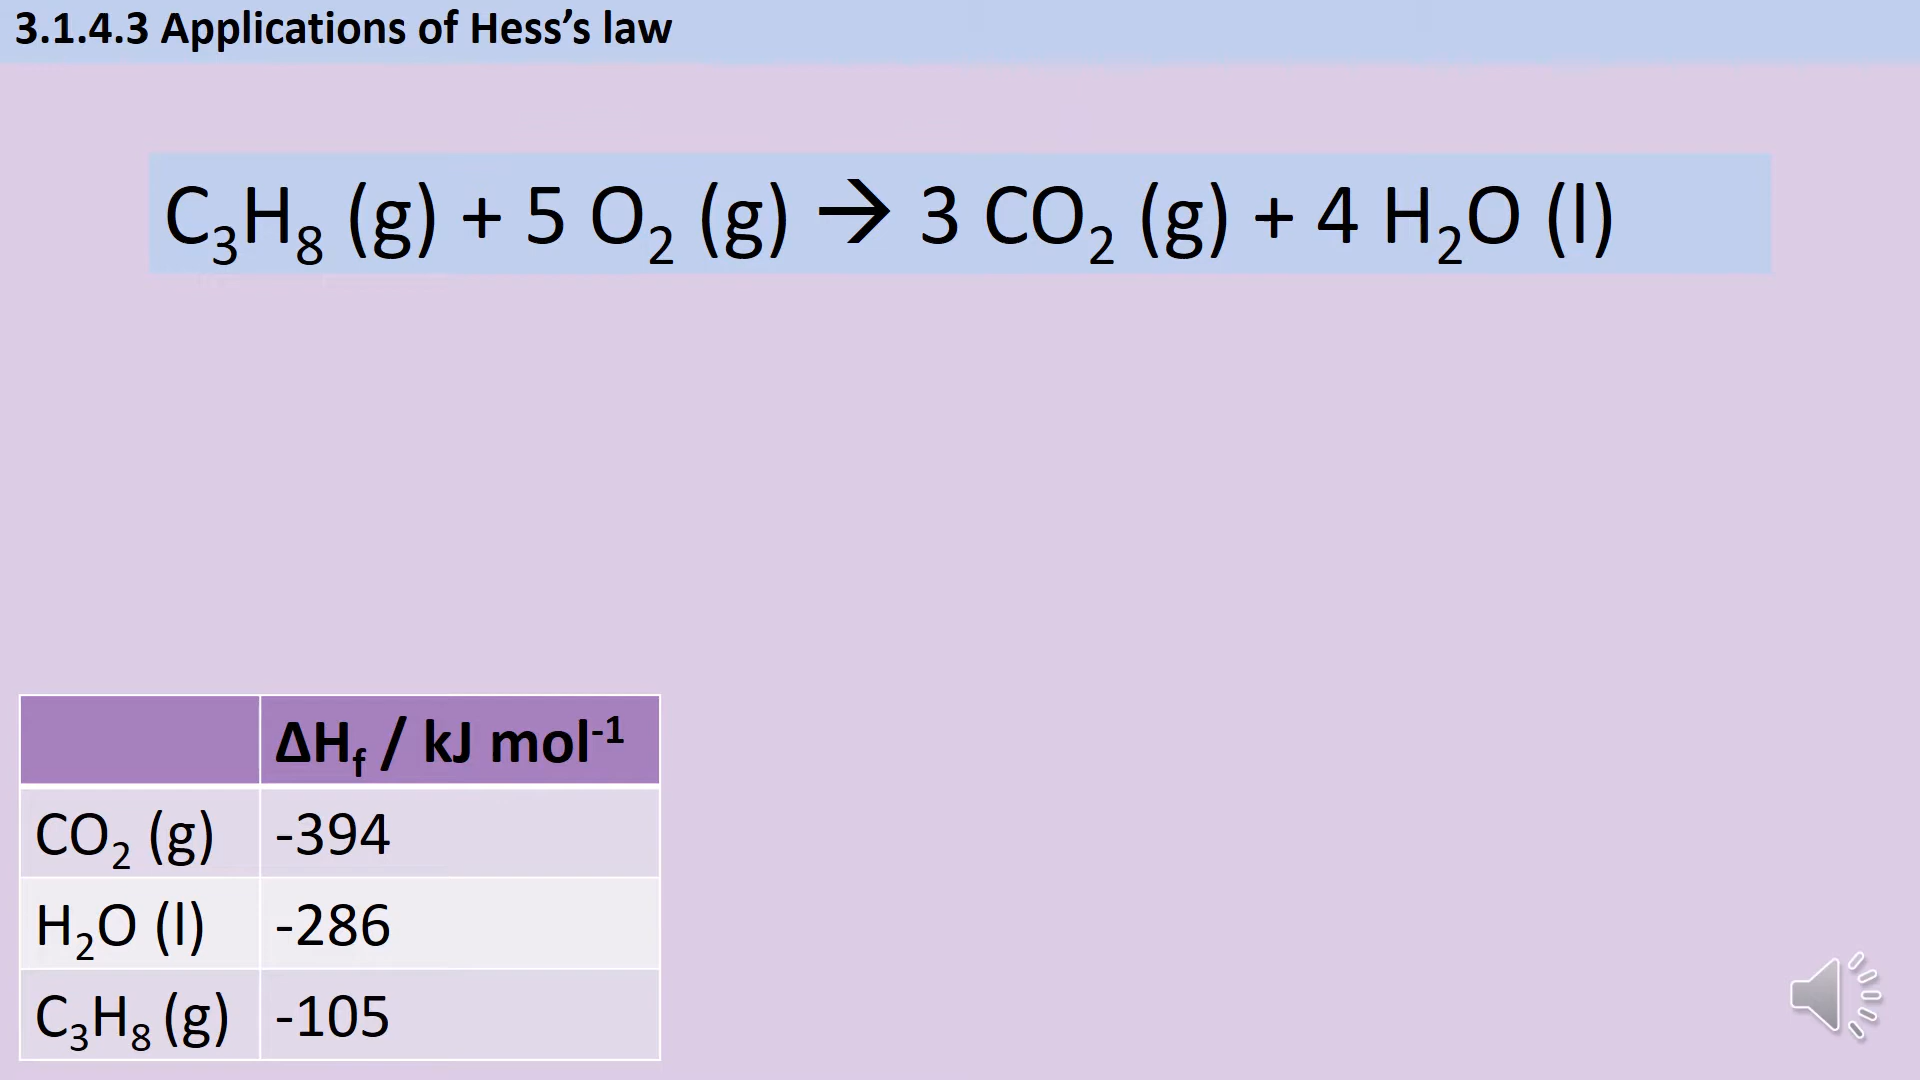 3.1.4.3 Applications of Hess’s law
C₃H₈ (g) + 5 O₂ (g) → 3 CO₂ (g) + 4 H₂O (l)
ΔH_f / kJ mol⁻¹
CO₂ (g) -394
H₂O (l) -286
C₃H₈ (g) -105